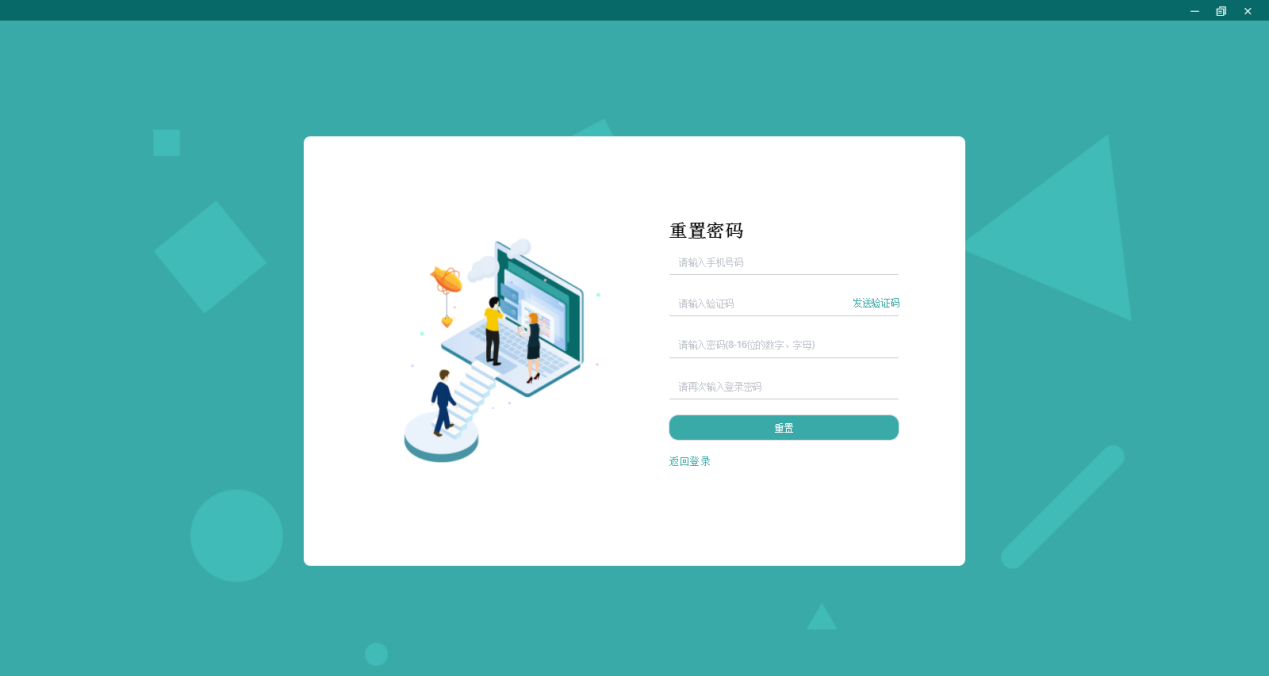 重置密码
请输入手机号码
请输入验证码 发送验证码
请输入密码(8-16位的数字、字母)
请再次输入登录密码
重置
返回登录